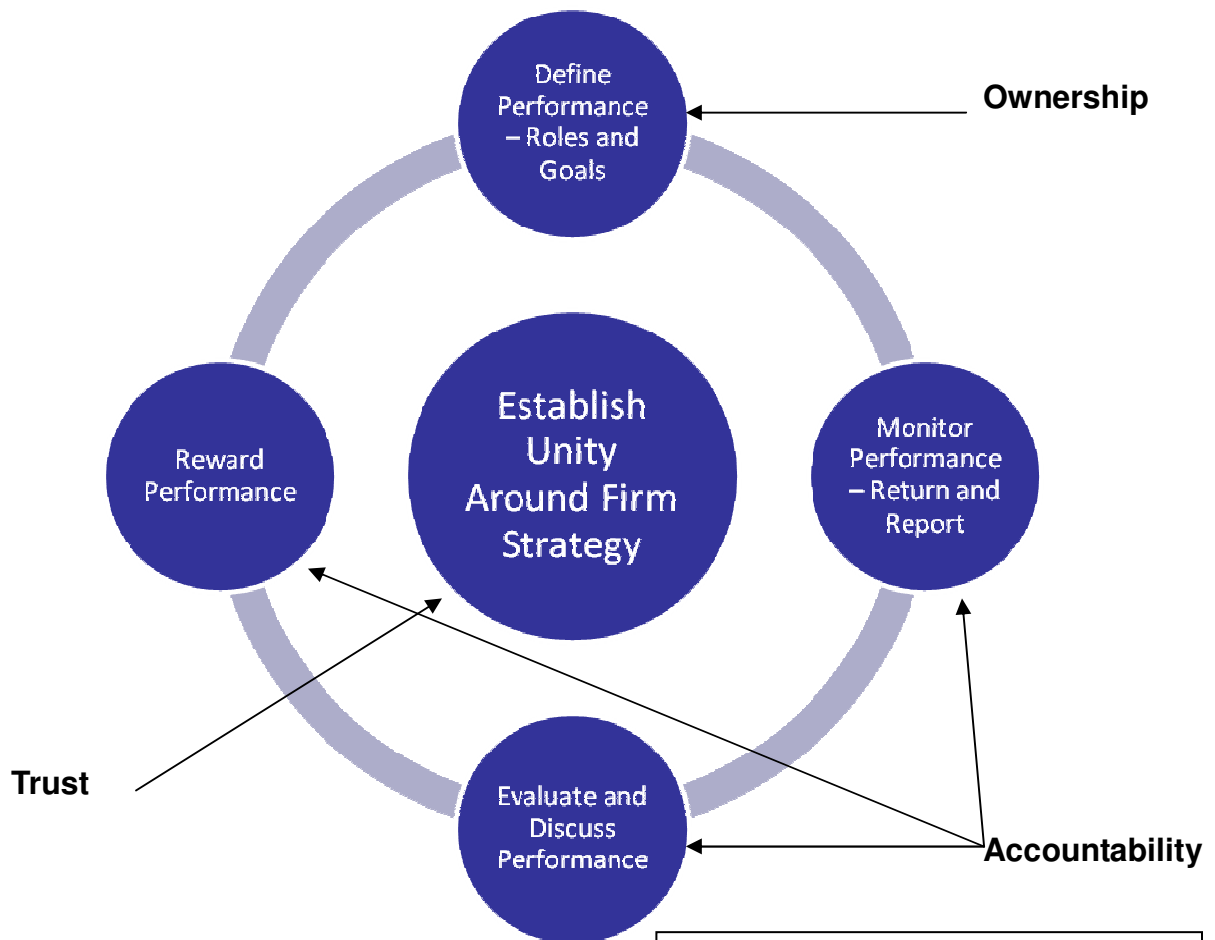 Define
Performance
– Roles and
Goals
Ownership
Establish
Unity
Around Firm
Strategy
Monitor
Performance
– Return and
Report
Reward
Performance
Trust
Evaluate and
Discuss
Performance
Accountability